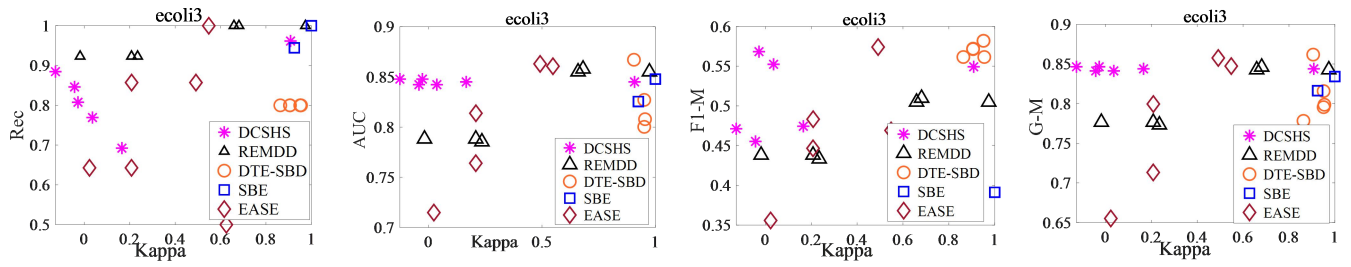 ecoli3
Rec
1
0.9
0.8
0.7
0.6
0.5
0
0.2
0.4
0.6
0.8
1
Kappa
DCSHS
REMDD
DTE-SBD
SBE
EASE
ecoli3
AUC
0.9
0.85
0.8
0.75
0.7
0
0.5
1
Kappa
DCSHS
REMDD
DTE-SBD
SBE
EASE
ecoli3
F1-M
0.6
0.55
0.5
0.45
0.4
0.35
0
0.2
0.4
0.6
0.8
1
Kappa
DCSHS
REMDD
DTE-SBD
SBE
EASE
ecoli3
G-M
0.9
0.85
0.8
0.75
0.7
0.65
0
0.2
0.4
0.6
0.8
1
Kappa
DCSHS
REMDD
DTE-SBD
SBE
EASE